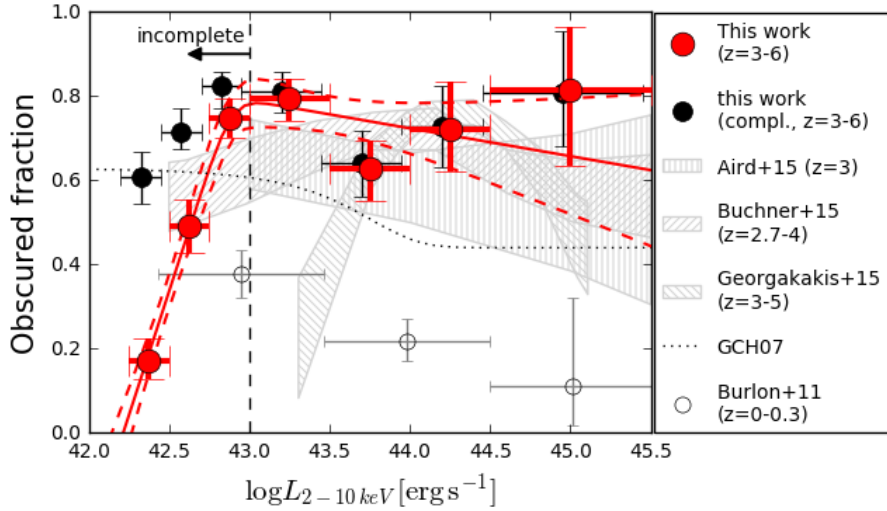 incomplete
Obscured fraction
1.0
0.8
0.6
0.4
0.2
0.0
42.0 42.5 43.0 43.5 44.0 44.5 45.0 45.5
logL2−10 keV[erg s−1]
This work
(z=3-6)
this work
(compl., z=3-6)
Aird+15 (z=3)
Buchner+15
(z=2.7-4)
Georgakakis+15
(z=3-5)
GCH07
Burlon+11
(z=0-0.3)